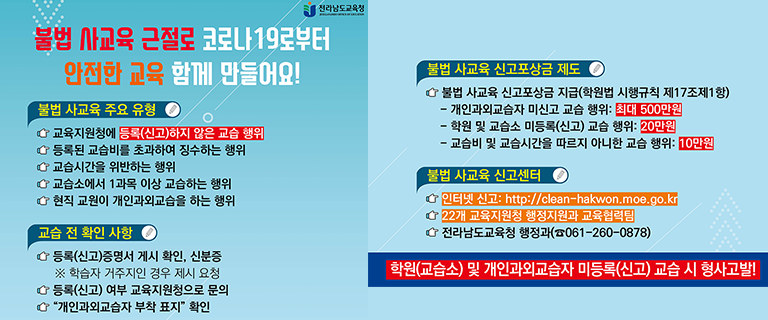 전라남도교육청
불법 사교육 근절로 코로나19로부터
안전한 교육 함께 만들어요!
불법 사교육 주요 유형
교육지원청에 등록(신고)하지 않은 교습 행위
등록된 교습비를 초과하여 징수하는 행위
교습시간을 위반하는 행위
교습소에서 1과목 이상 교습하는 행위
현직 교원이 개인과외교습을 하는 행위
교습 전 확인 사항
등록(신고)증명서 게시 확인, 신분증
※ 학습자 거주지인 경우 제시 요청
등록(신고) 여부 교육지원청으로 문의
“개인과외교습자 부착 표지” 확인
불법 사교육 신고포상금 제도
불법 사교육 신고포상금 지급(학원법 시행규칙 제17조제1항)
- 개인과외교습자 미신고 교습 행위: 최대 500만원
- 학원 및 교습소 미등록(신고) 교습 행위: 20만원
- 교습비 및 교습시간을 따르지 아니한 교습 행위: 10만원
불법 사교육 신고센터
인터넷 신고: http://clean-hakwon.moe.go.kr
22개 교육지원청 행정지원과 교육협력팀
전라남도교육청 행정과(☎061-260-0878)
학원(교습소) 및 개인과외교습자 미등록(신고) 교습 시 형사고발!